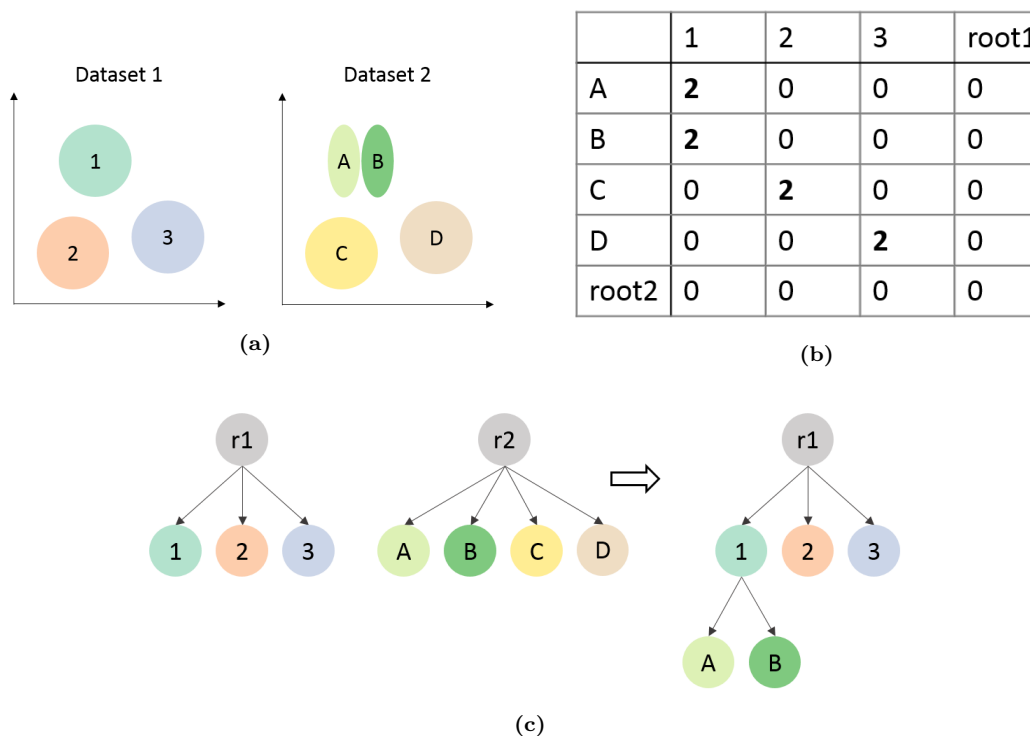 Dataset 1
Dataset 2
1
2
3
A
B
C
D
(a)
1 2 3 root1
A 2 0 0 0
B 2 0 0 0
C 0 2 0 0
D 0 0 2 0
root2 0 0 0 0
(b)
r1
1 2 3
r2
A B C D
r1
1 2 3
A B
(c)